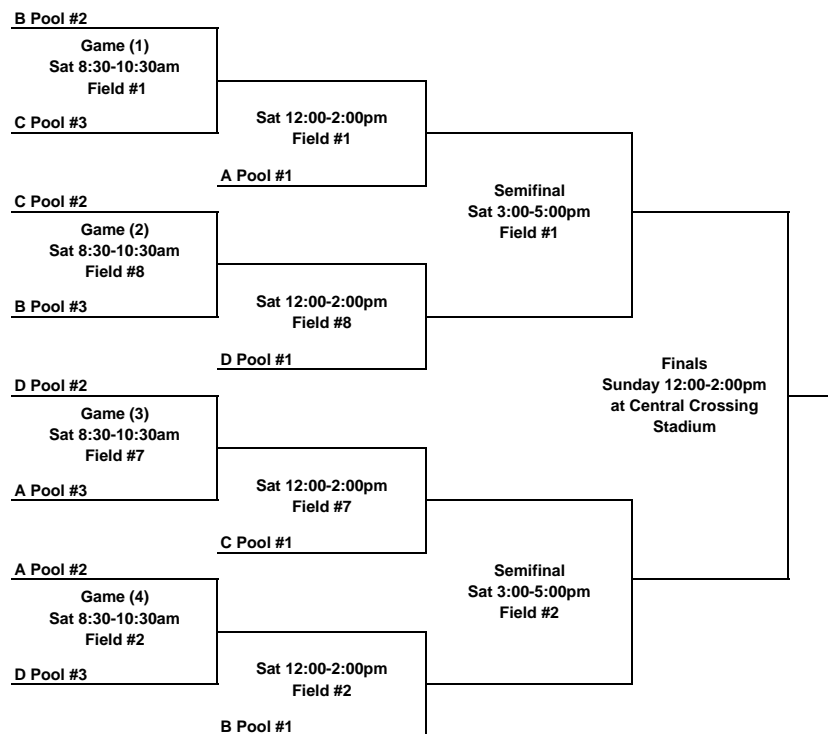 B Pool #2
Game (1)
Sat 8:30-10:30am
Field #1
C Pool #3
Sat 12:00-2:00pm
Field #1
A Pool #1
C Pool #2
Game (2)
Sat 8:30-10:30am
Field #8
B Pool #3
Sat 12:00-2:00pm
Field #8
D Pool #1
Semifinal
Sat 3:00-5:00pm
Field #1
D Pool #2
Game (3)
Sat 8:30-10:30am
Field #7
A Pool #3
Sat 12:00-2:00pm
Field #7
C Pool #1
A Pool #2
Game (4)
Sat 8:30-10:30am
Field #2
D Pool #3
Sat 12:00-2:00pm
Field #2
B Pool #1
Semifinal
Sat 3:00-5:00pm
Field #2
Finals
Sunday 12:00-2:00pm
at Central Crossing
Stadium